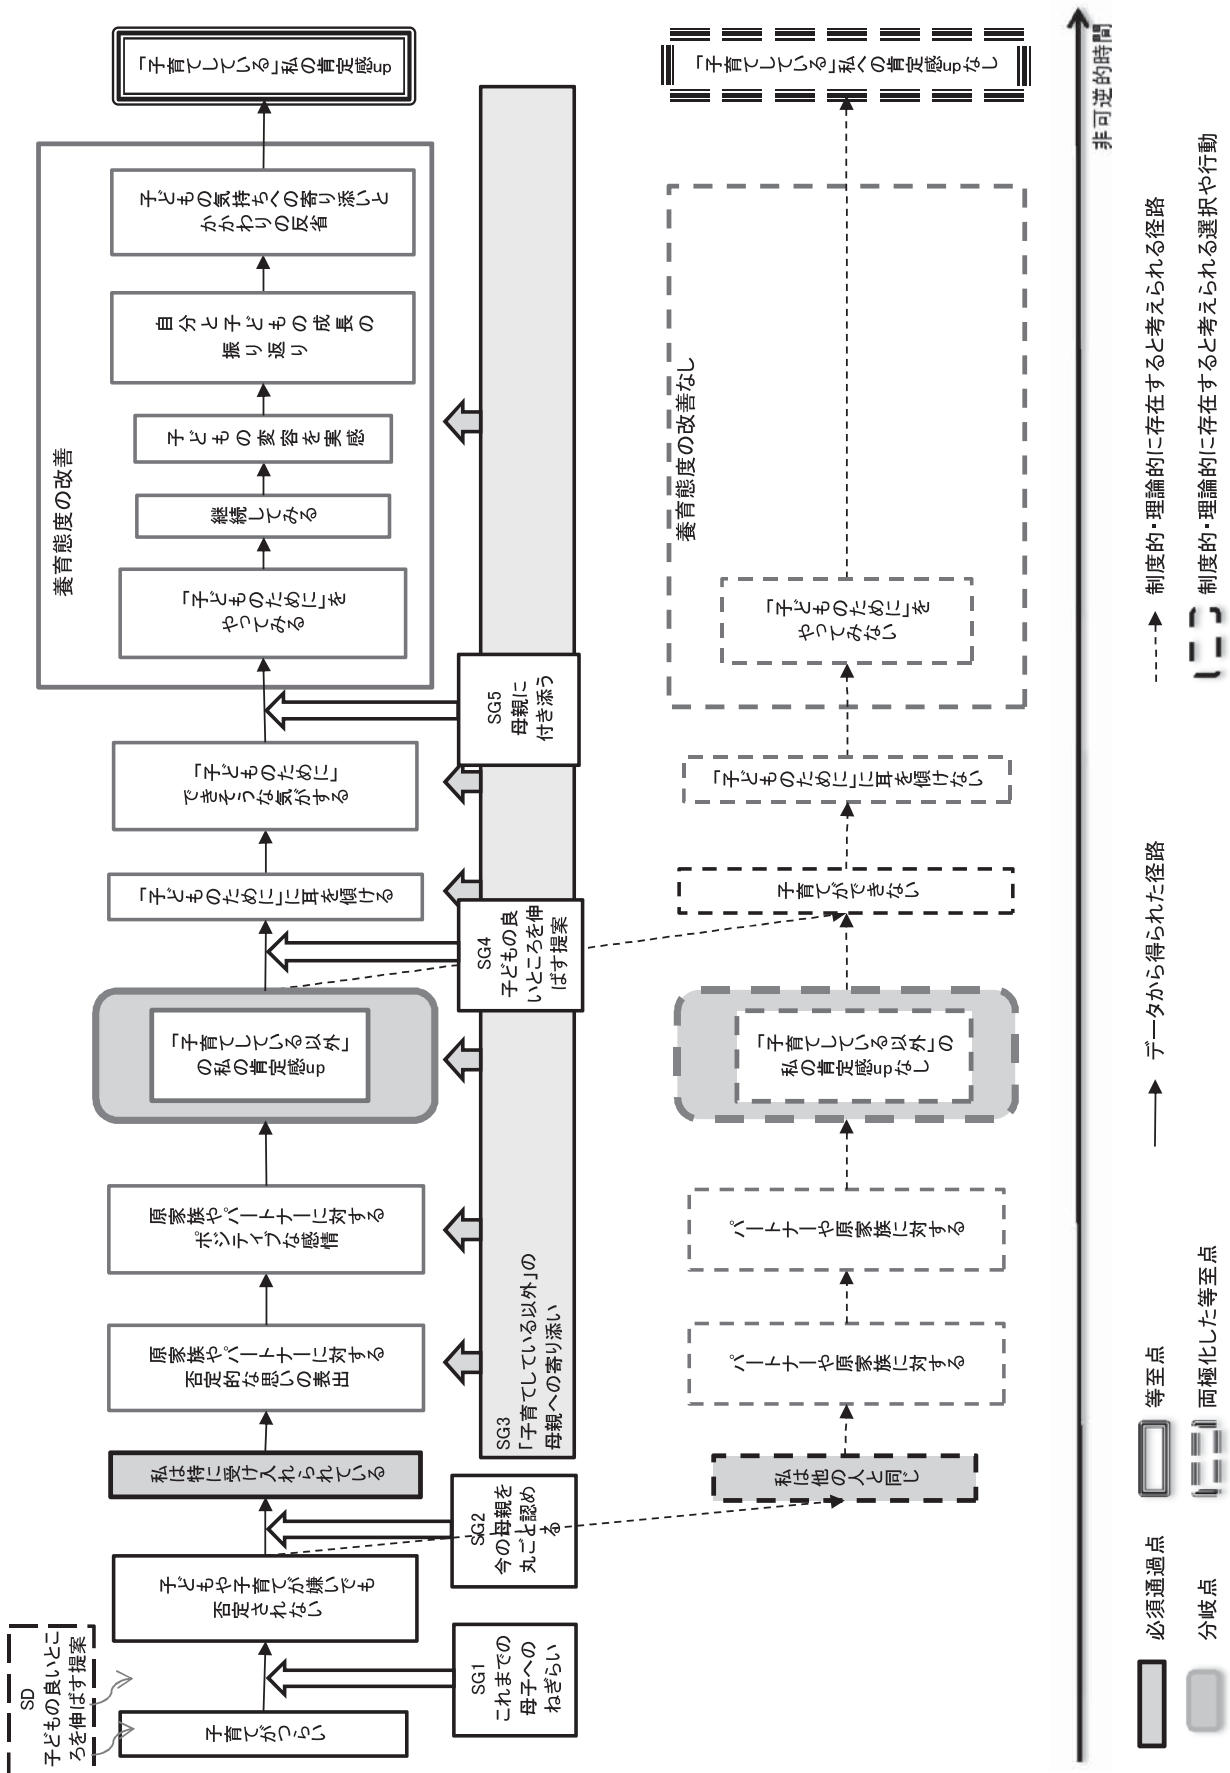 SD
子どもの良いとこ
ろを伸ばす提案
養育態度の改善
子育てがつらい
子どもや子育てが嫌いでも
否定されない
私は特に受け入れられている
原家族やパートナーに対する
否定的な思いの表出
原家族やパートナーに対する
ポジティブな感情
「子育てしている以外」
の私の肯定感up
「子どものために」に耳を傾ける
「子どものために」
できそうな気がする
「子どものために」を
やってみる
継続してみる
子どもの変容を実感
自分と子どもの成長の
振り返り
子どもの気持ちへの寄り添いと
かかわりの反省
「子育てしている」私の肯定感up
SG1
これまでの
母子への
ねぎらい
SG2
今の母親を
丸ごと認め
る
SG3
「子育てしている以外」の
母親への寄り添い
SG4
子どもの良
いところを伸
ばす提案
SG5
母親に
付き添う
私は他の人と同じ
パートナーや原家族に対する
パートナーや原家族に対する
「子育てしている以外」の
私の肯定感upなし
子育てができない
「子どものために」に耳を傾けない
養育態度の改善なし
「子どものために」を
やってみない
「子育てしている」私への肯定感upなし
非可逆的時間
必須通過点
等至点
データから得られた径路
制度的・理論的に存在すると考えられる径路
分岐点
両極化した等至点
制度的・理論的に存在すると考えられる選択や行動